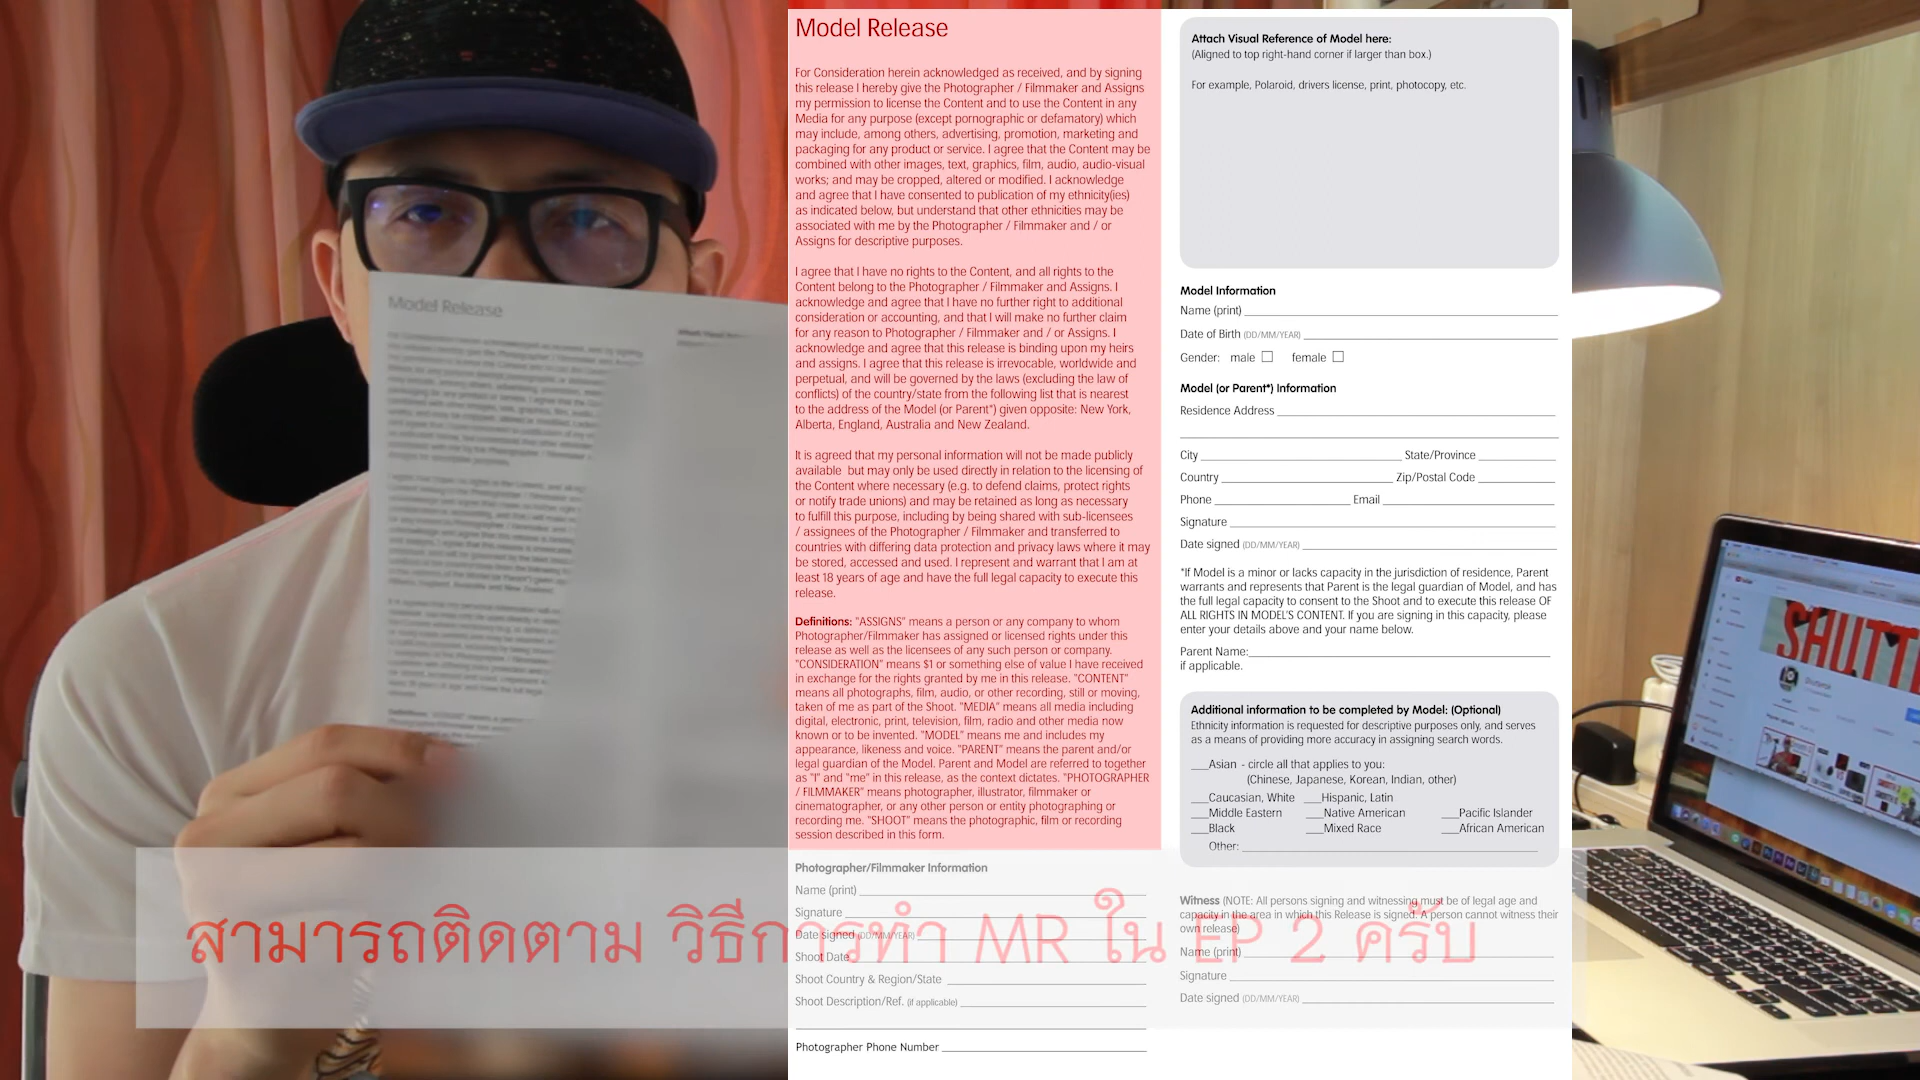 Model Release
For Consideration herein acknowledged as received, and by signing
this release I hereby give the Photographer / Filmmaker and Assigns
my permission to license the Content and to use the Content in any
Media for any purpose (except pornographic or defamatory) which
may include, among others, advertising, promotion, marketing and
packaging for any product or service. I agree that the Content may be
combined with other images, text, graphics, film, audio, audio-visual
works; and may be cropped, altered or modified. I acknowledge
and agree that I have consented to publication of my ethnicity(ies)
as indicated below, but understand that other ethnicities may be
associated with me by the Photographer / Filmmaker and / or
Assigns for descriptive purposes.
I agree that I have no rights to the Content, and all rights to the
Content belong to the Photographer / Filmmaker and Assigns. I
acknowledge and agree that I have no further right to additional
consideration or accounting, and that I will make no further claim
for any reason to Photographer / Filmmaker and / or Assigns. I
acknowledge and agree that this release is binding upon my heirs
and assigns. I agree that this release is irrevocable, worldwide and
perpetual, and will be governed by the laws (excluding the law of
conflicts) of the country/state from the following list that is nearest
to the address of the Model (or Parent*) given opposite: New York,
Alberta, England, Australia and New Zealand.
It is agreed that my personal information will not be made publicly
available but may only be used directly in relation to the licensing of
the Content where necessary (e.g. to defend claims, protect rights
or notify trade unions) and may be retained as long as necessary
to fulfill this purpose, including by being shared with sub-licensees
/ assignees of the Photographer / Filmmaker and transferred to
countries with differing data protection and privacy laws where it may
be stored, accessed and used. I represent and warrant that I am at
least 18 years of age and have the full legal capacity to execute this
release.
Definitions: "ASSIGNS" means a person or any company to whom
Photographer/Filmmaker has assigned or licensed rights under this
release as well as the licensees of any such person or company.
"CONSIDERATION" means $1 or something else of value I have received
in exchange for the rights granted by me in this release. "CONTENT"
means all photographs, film, audio, or other recording, still or moving,
taken of me as part of the Shoot. "MEDIA" means all media including
digital, electronic, print, television, film, radio and other media now
known or to be invented. "MODEL" means me and includes my
appearance, likeness and voice. "PARENT" means the parent and/or
legal guardian of the Model. Parent and Model are referred to together
as "I" and "me" in this release, as the context dictates. "PHOTOGRAPHER
/ FILMMAKER" means photographer, illustrator, filmmaker or
cinematographer, or any other person or entity photographing or
recording me. "SHOOT" means the photographic, film or recording
session described in this form.
Photographer/Filmmaker Information
Name (print)
Signature
Date signed (DD/MM/YEAR)
Shoot Date
Shoot Country & Region/State
Shoot Description/Ref. (if applicable)
Photographer Phone Number
Attach Visual Reference of Model here:
(Aligned to top right-hand corner if larger than box.)
For example, Polaroid, drivers license, print, photocopy, etc.
Model Information
Name (print)
Date of Birth (DD/MM/YEAR)
Gender: male female
Model (or Parent*) Information
Residence Address
City State/Province
Country Zip/Postal Code
Phone Email
Signature
Date signed (DD/MM/YEAR)
*If Model is a minor or lacks capacity in the jurisdiction of residence, Parent
warrants and represents that Parent is the legal guardian of Model, and has
the full legal capacity to consent to the Shoot and to execute this release OF
ALL RIGHTS IN MODEL'S CONTENT. If you are signing in this capacity, please
enter your details above and your name below.
Parent Name:
if applicable.
Additional information to be completed by Model: (Optional)
Ethnicity information is requested for descriptive purposes only, and serves
as a means of providing more accuracy in assigning search words.
___Asian - circle all that applies to you:
(Chinese, Japanese, Korean, Indian, other)
___Caucasian, White ___Hispanic, Latin
___Middle Eastern ___Native American ___Pacific Islander
___Black ___Mixed Race ___African American
Other:
Witness (NOTE: All persons signing and witnessing must be of legal age and
capacity in the area in which this Release is signed. A person cannot witness their
own release)
Name (print)
Signature
Date signed (DD/MM/YEAR)
สามารถติดตาม วิธีการทำ MR ใน EP 2 ครับ
Model Release
SHUTT